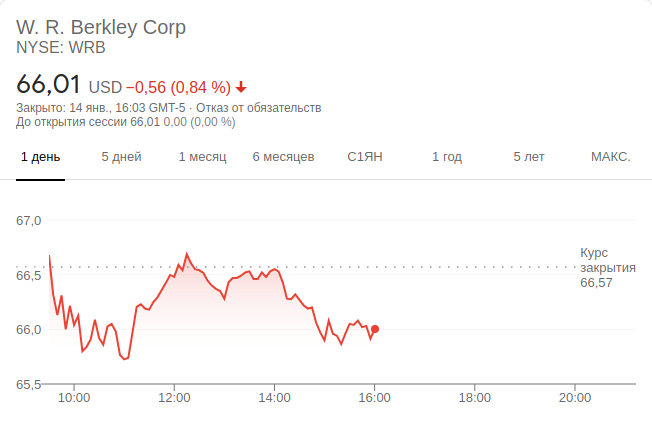 W. R. Berkley Corp
NYSE: WRB
66,01 USD −0,56 (0,84 %)
Закрыто: 14 янв., 16:03 GMT-5 · Отказ от обязательств
До открытия сессии 66,01 0,00 (0,00 %)
1 день 5 дней 1 месяц 6 месяцев С1ЯН 1 год 5 лет МАКС.
67,0
66,5
66,0
65,5
Курс
закрытия
66,57
10:00 12:00 14:00 16:00 18:00 20:00